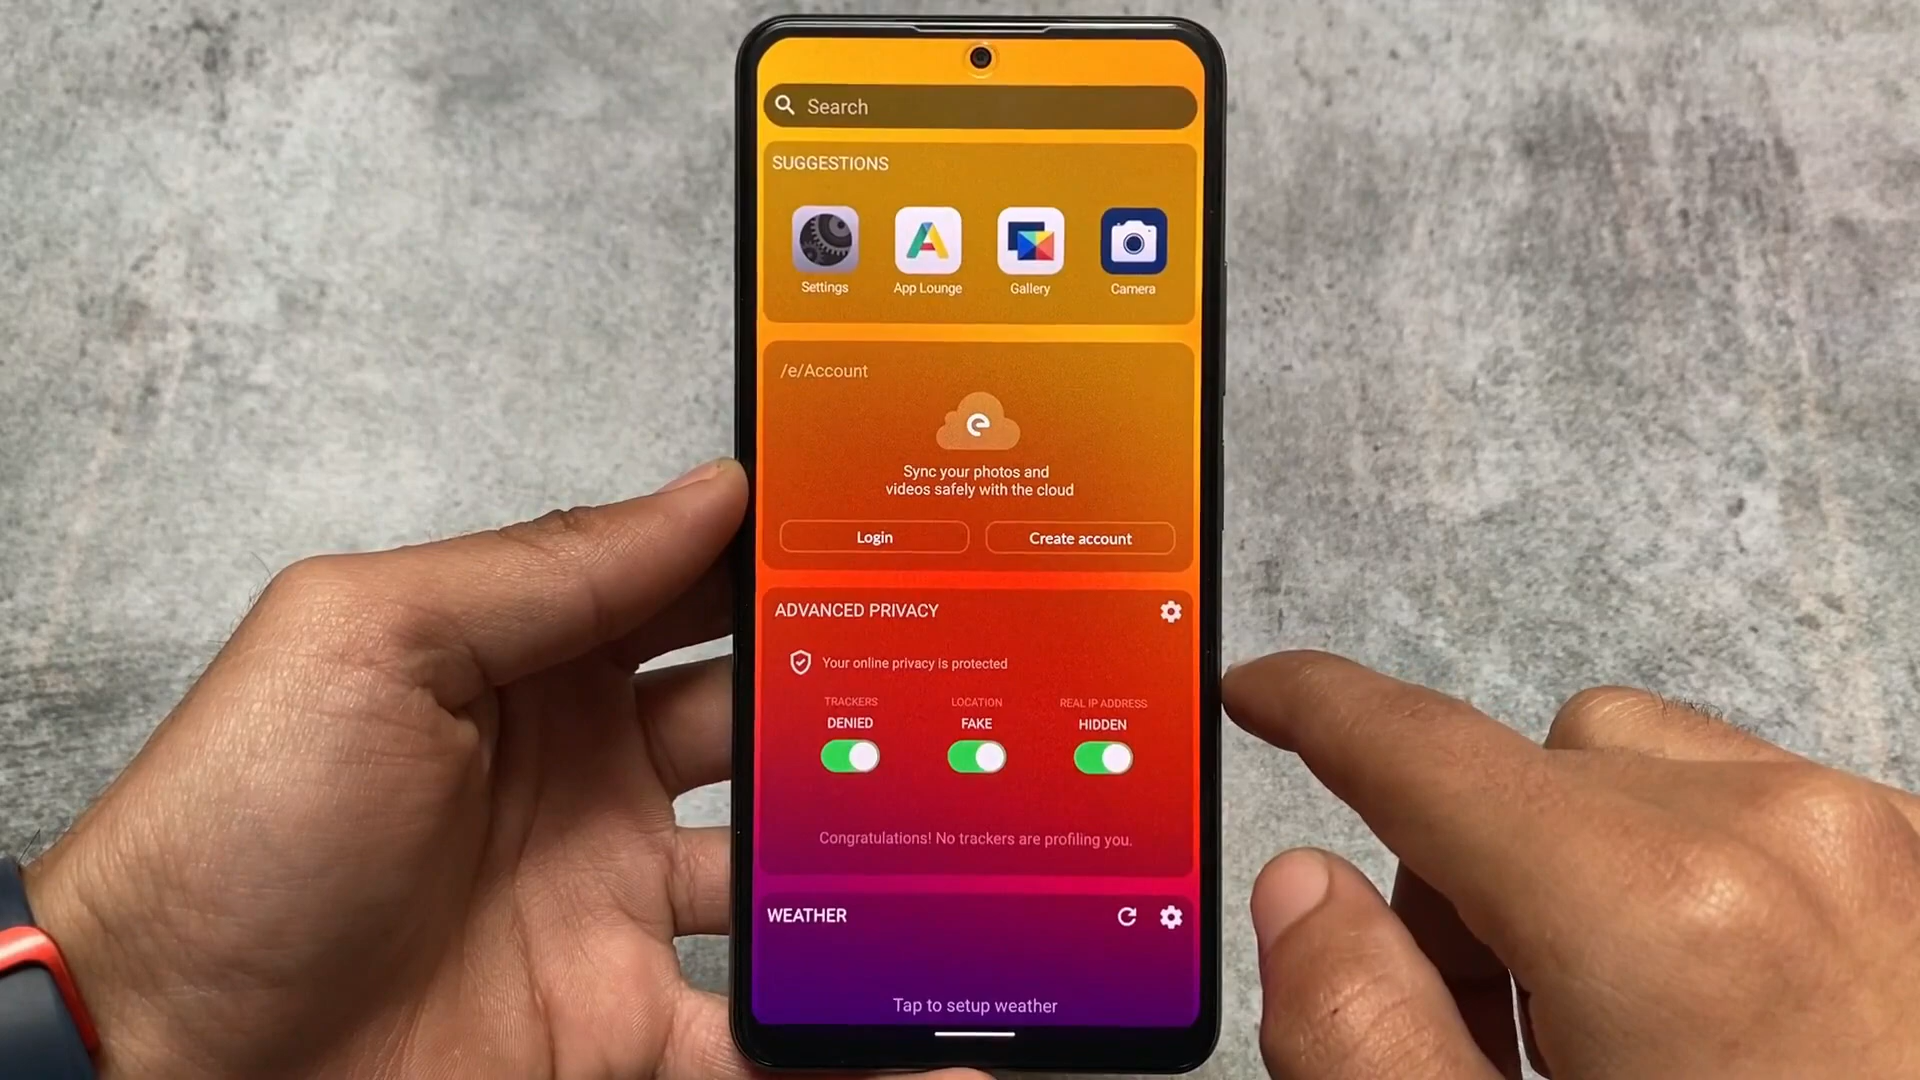 Search
SUGGESTIONS
Settings
App Lounge
Gallery
Camera
/e/Account
e
Sync your photos and
videos safely with the cloud
Login
Create account
ADVANCED PRIVACY
Your online privacy is protected
TRACKERS
LOCATION
REAL IP ADDRESS
DENIED
FAKE
HIDDEN
Congratulations! No trackers are profiling you.
WEATHER
Tap to setup weather